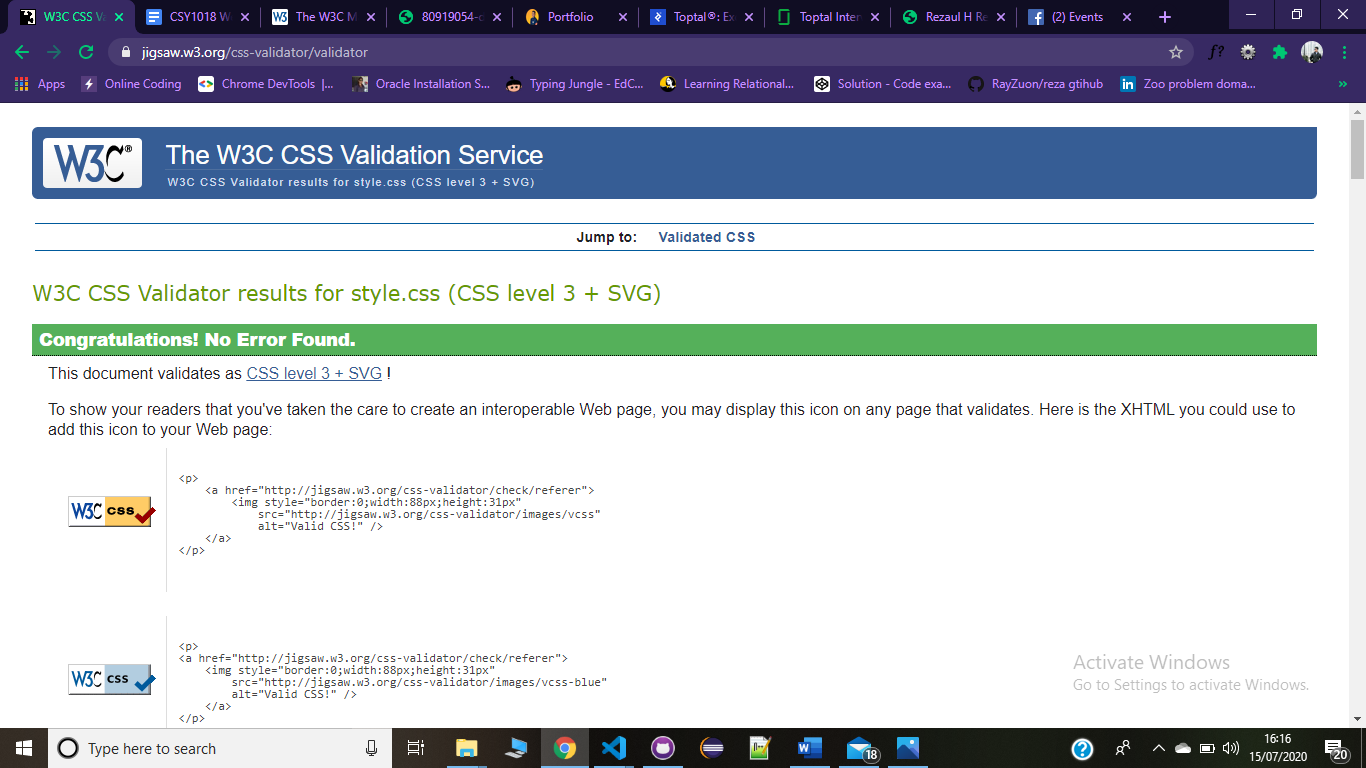 W3C CSS Va
CSY1018 W
The W3C M
80919054-d
Portfolio
Toptal®: Ex
Toptal Inter
Rezaul H Re
(2) Events
jigsaw.w3.org/css-validator/validator
f?
Apps
Online Coding
Chrome DevTools |...
Oracle Installation S...
Typing Jungle - EdC...
Learning Relational...
Solution - Code exa...
RayZuon/reza gtihub
Zoo problem doma...
W3C®
The W3C CSS Validation Service
W3C CSS Validator results for style.css (CSS level 3 + SVG)
Jump to: Validated CSS
W3C CSS Validator results for style.css (CSS level 3 + SVG)
Congratulations! No Error Found.
This document validates as CSS level 3 + SVG !
To show your readers that you've taken the care to create an interoperable Web page, you may display this icon on any page that validates. Here is the XHTML you could use to
add this icon to your Web page:
W3C css
<p>
<a href="http://jigsaw.w3.org/css-validator/check/referer">
<img style="border:0;width:88px;height:31px"
src="http://jigsaw.w3.org/css-validator/images/vcss"
alt="Valid CSS!" />
</a>
</p>
W3C css
<p>
<a href="http://jigsaw.w3.org/css-validator/check/referer">
<img style="border:0;width:88px;height:31px"
src="http://jigsaw.w3.org/css-validator/images/vcss-blue"
alt="Valid CSS!" />
</a>
</p>
Activate Windows
Go to Settings to activate Windows.
Type here to search
18
16:16
15/07/2020
20